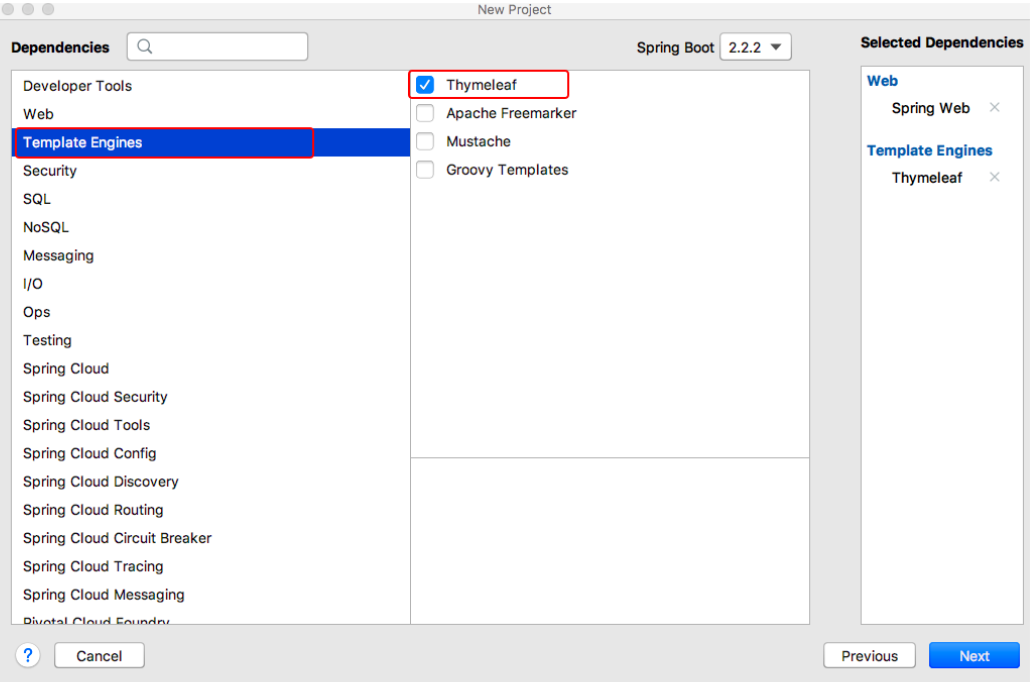 New Project
Dependencies
Spring Boot 2.2.2
Selected Dependencies
Developer Tools
Web
Template Engines
Security
SQL
NoSQL
Messaging
I/O
Ops
Testing
Spring Cloud
Spring Cloud Security
Spring Cloud Tools
Spring Cloud Config
Spring Cloud Discovery
Spring Cloud Routing
Spring Cloud Circuit Breaker
Spring Cloud Tracing
Spring Cloud Messaging
Pivotal Cloud Foundry
Thymeleaf
Apache Freemarker
Mustache
Groovy Templates
Web
Spring Web
Template Engines
Thymeleaf
?
Cancel
Previous
Next